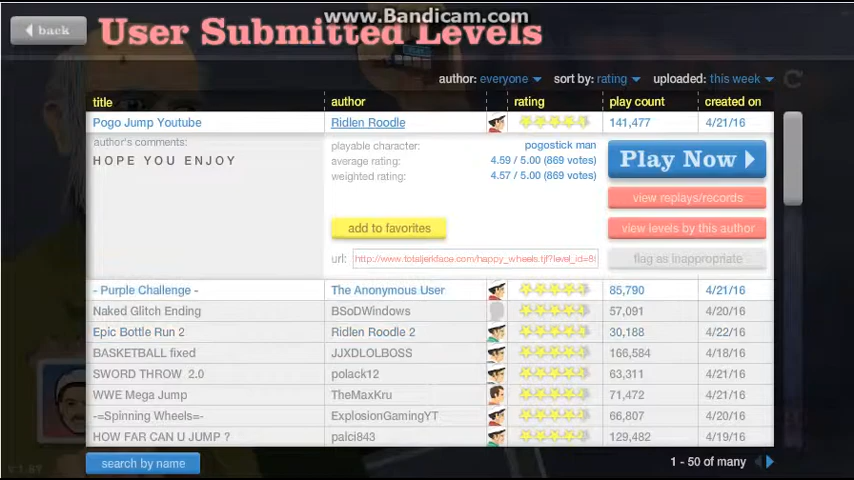 www.Bandicam.com
back
User Submitted Levels
author: everyone sort by: rating uploaded: this week
title author rating play count created on
Pogo Jump Youtube Ridlen Roodle 141,477 4/21/16
author's comments:
HOPE YOU ENJOY
playable character: pogostick man
average rating: 4.59 / 5.00 (869 votes)
weighted rating: 4.57 / 5.00 (869 votes)
Play Now
view replays/records
add to favorites
view levels by this author
url: http://www.totaljerkface.com/happy_wheels.tjf?level_id=8
flag as inappropriate
- Purple Challenge - The Anonymous User 85,790 4/21/16
Naked Glitch Ending BSoDWindows 57,091 4/20/16
Epic Bottle Run 2 Ridlen Roodle 2 30,188 4/22/16
BASKETBALL fixed JJXDLOLBOSS 166,584 4/18/16
SWORD THROW 2.0 polack12 63,311 4/21/16
WWE Mega Jump TheMaxKru 71,472 4/21/16
-=Spinning Wheels=- ExplosionGamingYT 66,807 4/20/16
HOW FAR CAN U JUMP ? palci843 129,482 4/19/16
search by name
1 - 50 of many